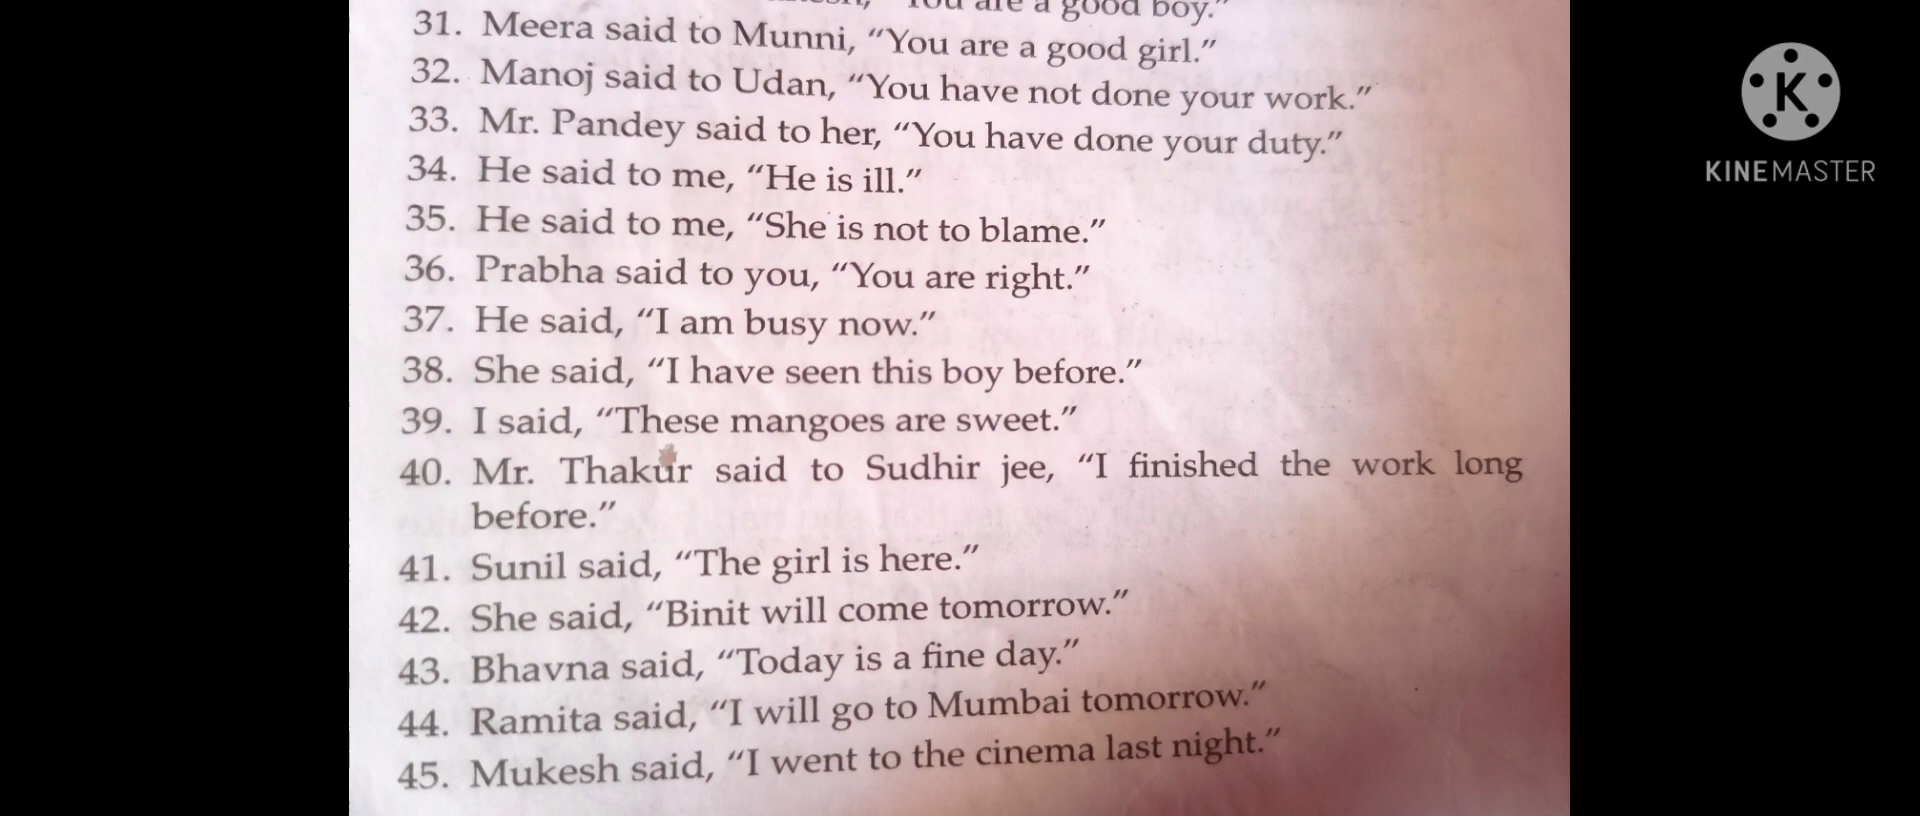 You are a good boy."
31. Meera said to Munni, "You are a good girl."
32. Manoj said to Udan, "You have not done your work."
33. Mr. Pandey said to her, "You have done your duty."
34. He said to me, "He is ill."
35. He said to me, "She is not to blame."
36. Prabha said to you, "You are right."
37. He said, "I am busy now."
38. She said, "I have seen this boy before."
39. I said, "These mangoes are sweet."
40. Mr. Thakur said to Sudhir jee, "I finished the work long
before."
41. Sunil said, "The girl is here."
42. She said, "Binit will come tomorrow."
43. Bhavna said, "Today is a fine day."
44. Ramita said, "I will go to Mumbai tomorrow."
45. Mukesh said, "I went to the cinema last night."
K
KINEMASTER